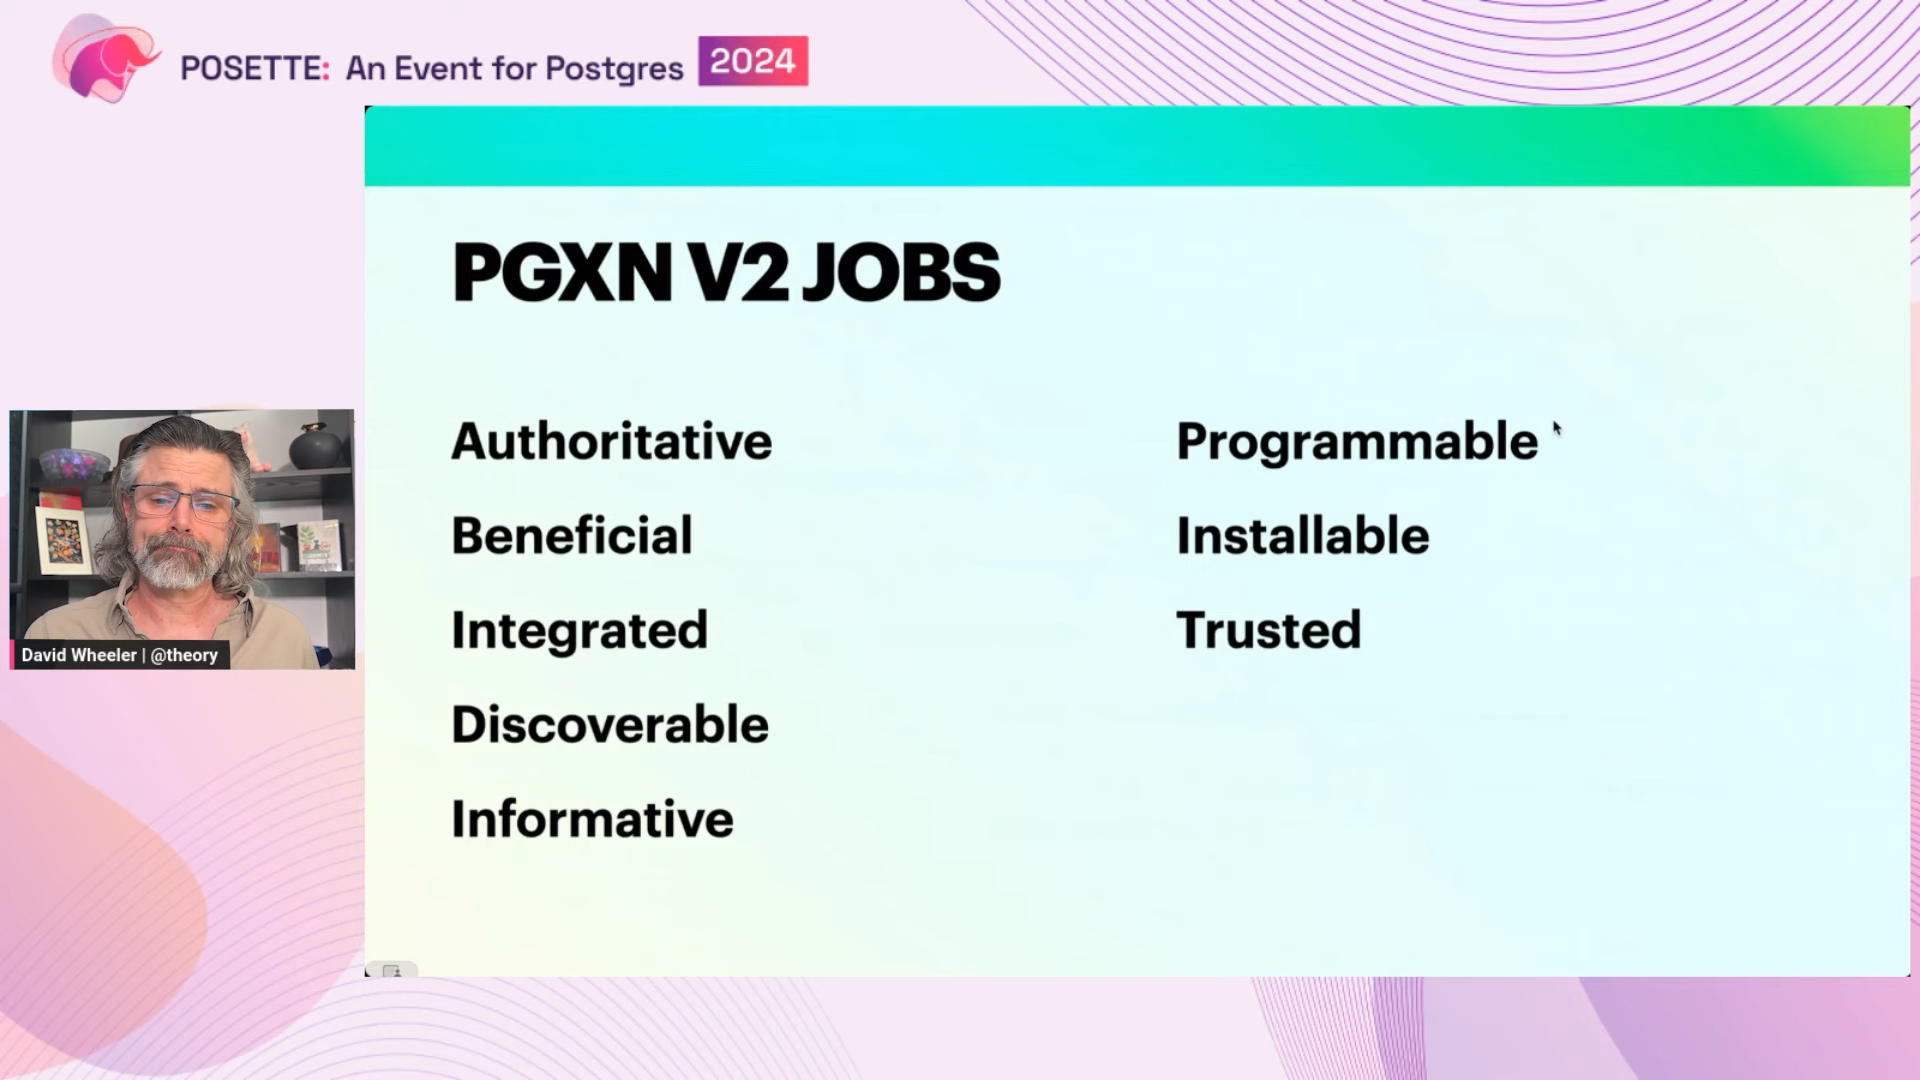 POSETTE: An Event for Postgres 2024
PGXN V2 JOBS
Authoritative
Beneficial
Integrated
Discoverable
Informative
Programmable
Installable
Trusted
David Wheeler | @theory